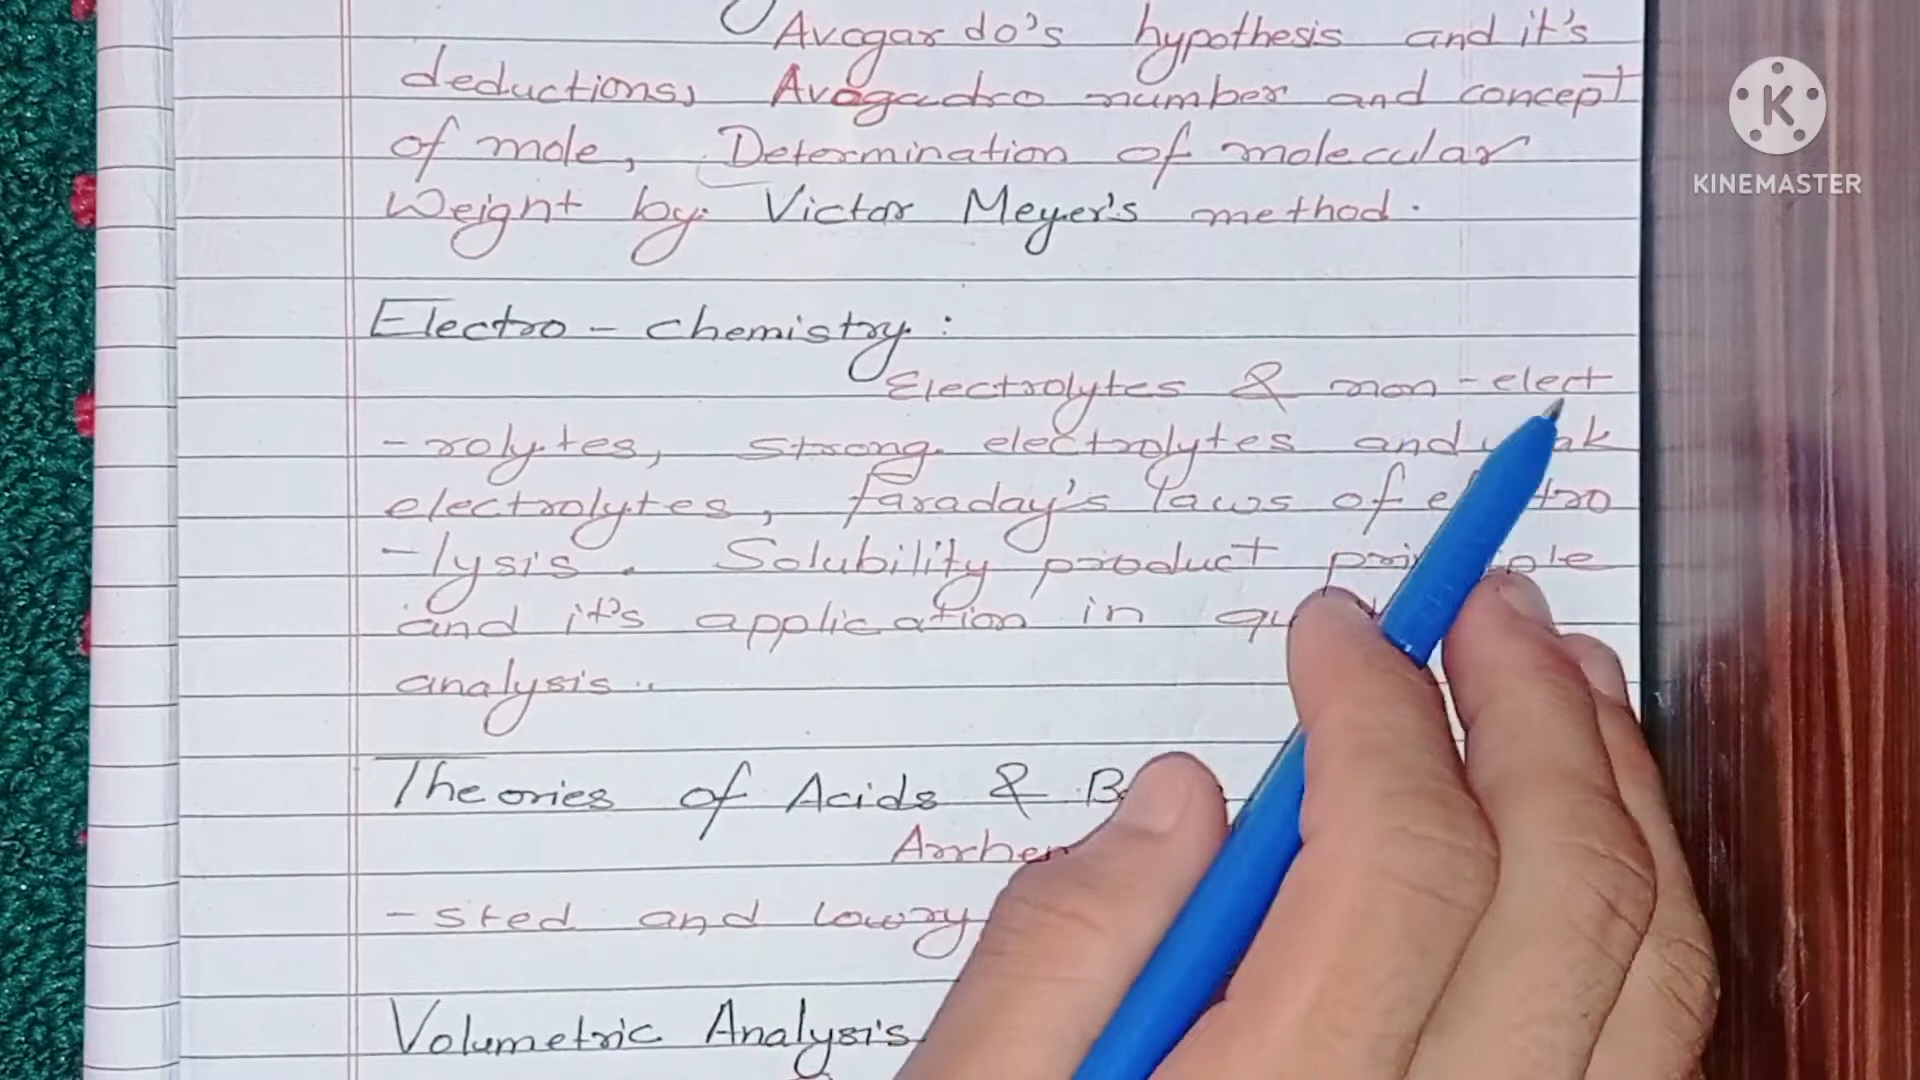 Avogardo's hypothesis and it's
deductions, Avogadro number and concept
of mole, Determination of molecular
Weight by Victor Meyer's method.
Electro - chemistry :
Electrolytes & non - elect
- rolytes, strong electrolytes and
electrolytes, faraday's laws of
- lysis. Solubility product
and it's application in
analysis.
Theories of Acids & 
- sted and lowry
Volumetric Analysis
KINEMASTER